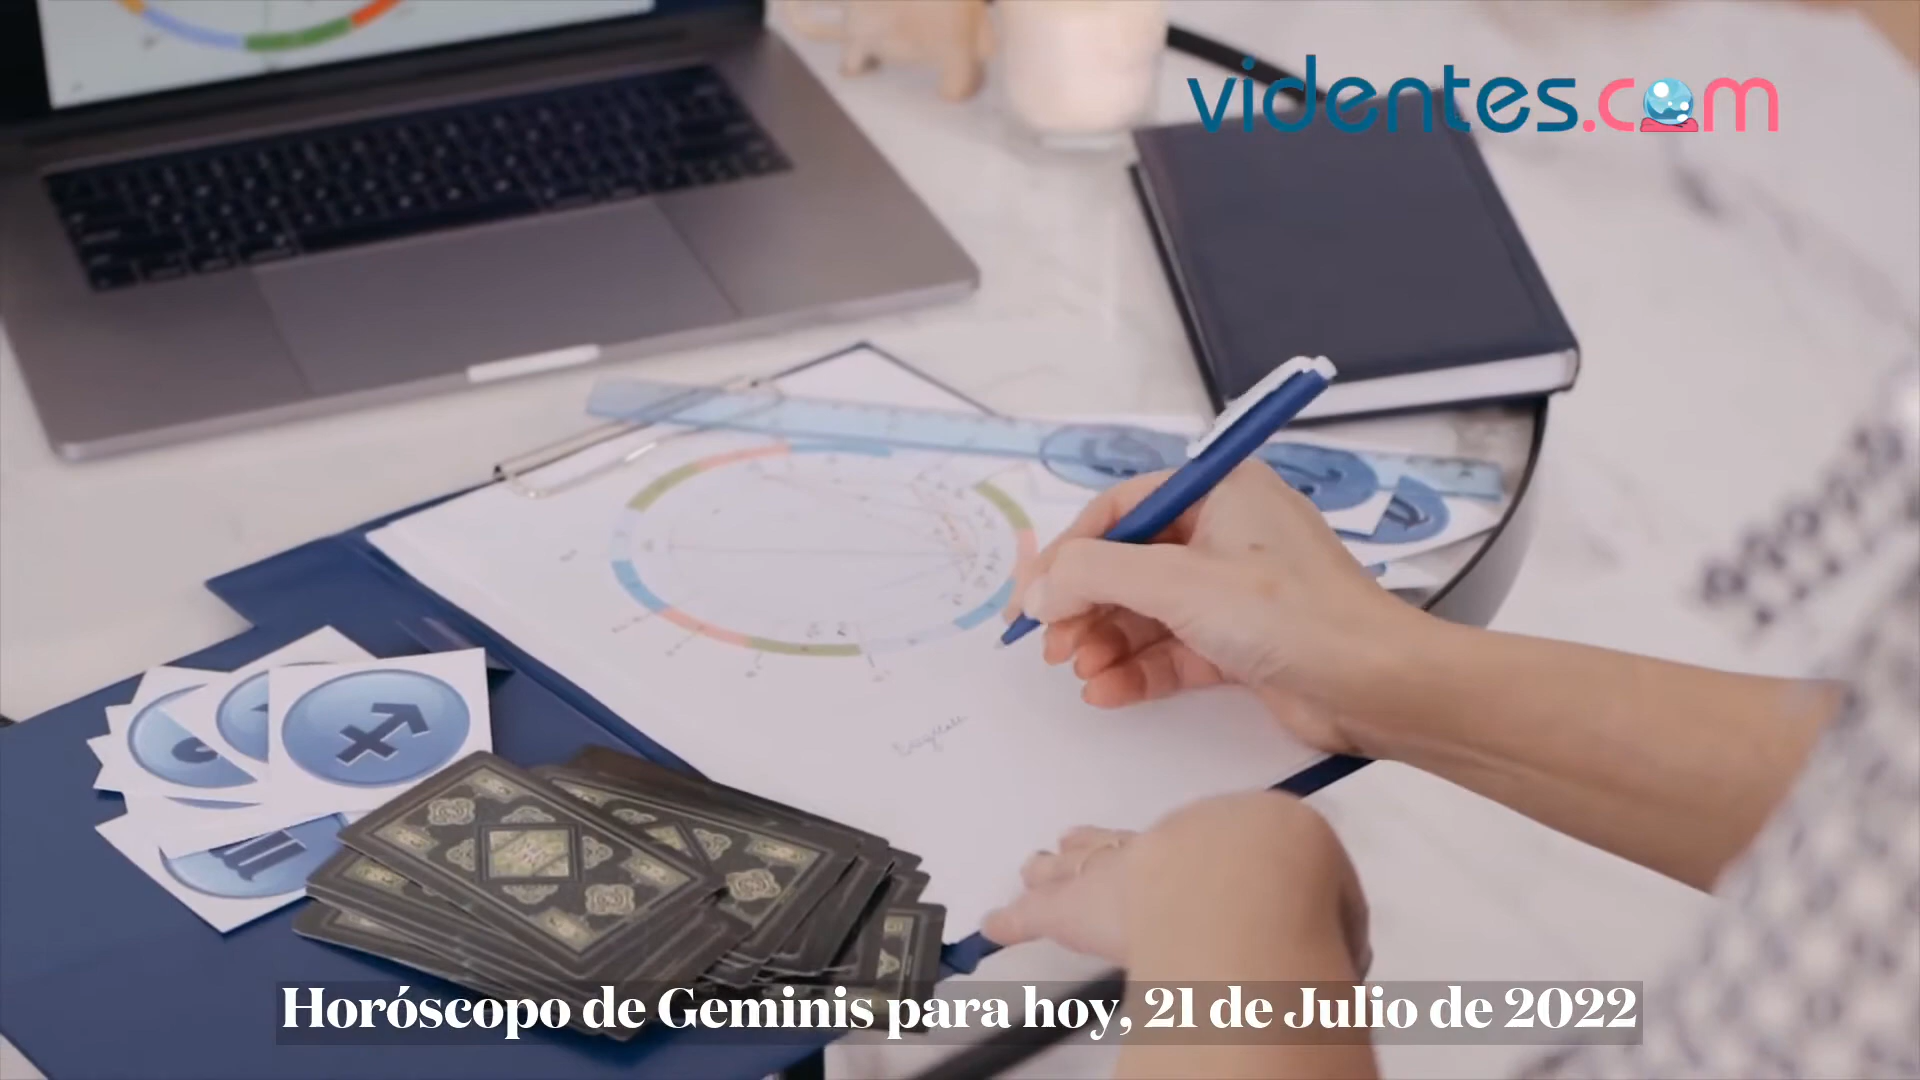 videntes.com
Horóscopo de Geminis para hoy, 21 de Julio de 2022